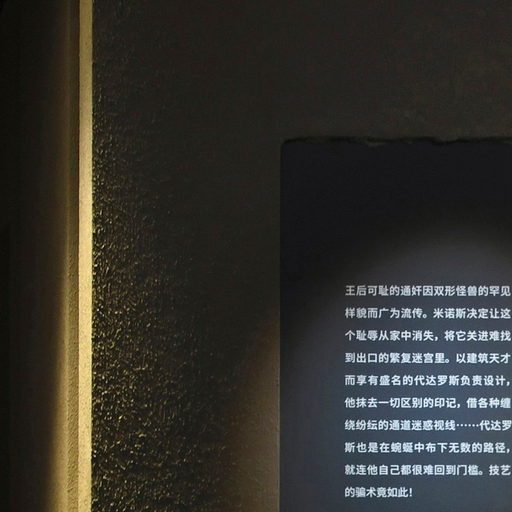 王后可耻的通奸因双形怪兽的罕见
样貌而广为流传。米诺斯决定让这
个耻辱从家中消失，将它关进难找
到出口的繁复迷宫里。以建筑天才
而享有盛名的代达罗斯负责设计，
他抹去一切区别的印记，借各种缠
绕纷纭的通道迷惑视线……代达罗
斯也是在蜿蜒中布下无数的路径，
就连他自己都很难回到门槛。技艺
的骗术竟如此！